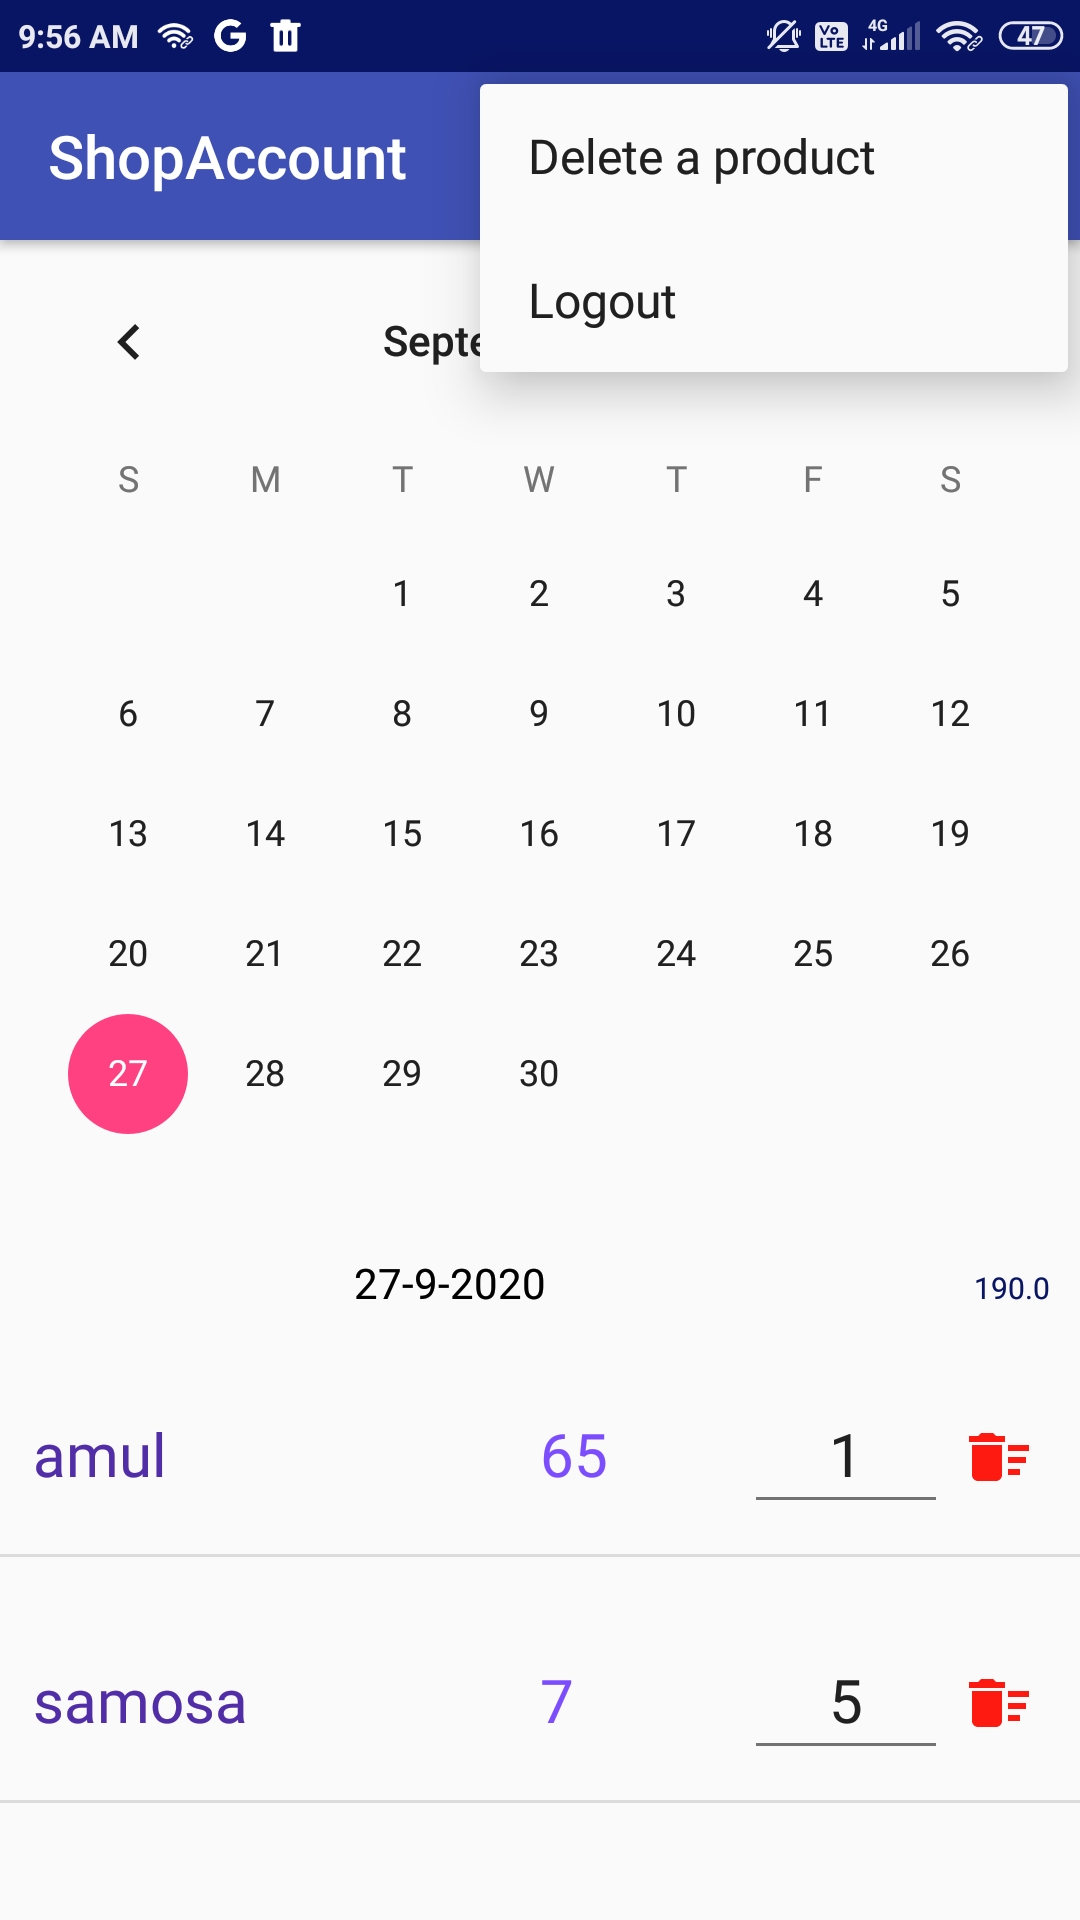 9:56 AM G Vo LTE 4G 47
ShopAccount
Delete a product
Logout
Septe
S M T W T F S
1 2 3 4 5
6 7 8 9 10 11 12
13 14 15 16 17 18 19
20 21 22 23 24 25 26
27 28 29 30
27-9-2020 190.0
amul 65 1
samosa 7 5